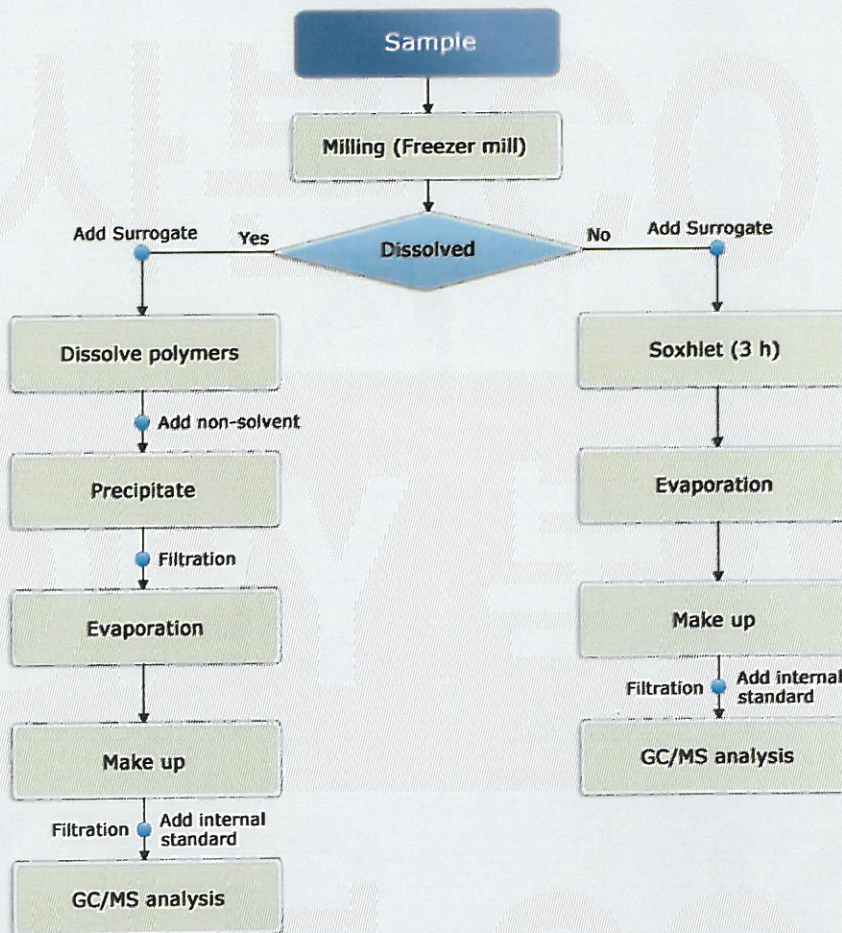 Sample
Milling (Freezer mill)
Dissolved
Add Surrogate
Yes
No
Add Surrogate
Dissolve polymers
Add non-solvent
Precipitate
Filtration
Evaporation
Make up
Filtration
Add internal
standard
GC/MS analysis
Soxhlet (3 h)
Evaporation
Make up
Filtration
Add internal
standard
GC/MS analysis